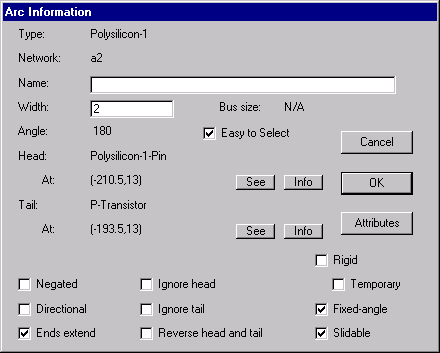 Arc Information
Type: Polysilicon-1
Network: a2
Name:
Width: 2 Bus size: N/A
Angle: 180 Easy to Select
Cancel
Head: Polysilicon-1-Pin
At: (-210.5,13) See Info OK
Tail: P-Transistor
Attributes
At: (-193.5,13) See Info
Rigid
Negated Ignore head Temporary
Directional Ignore tail Fixed-angle
Ends extend Reverse head and tail Slidable